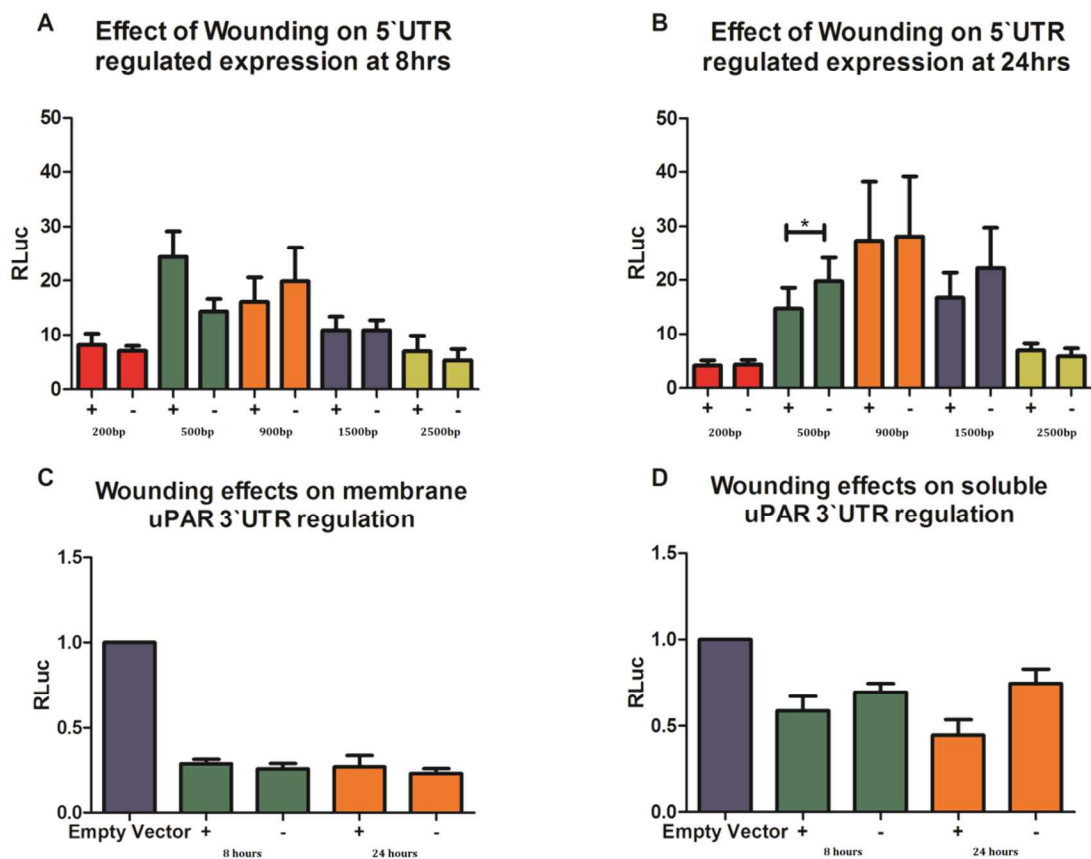 A
Effect of Wounding on 5`UTR
regulated expression at 8hrs
RLuc
50
40
30
20
10
0
+ - + - + - + - + -
200bp 500bp 900bp 1500bp 2500bp
B
Effect of Wounding on 5`UTR
regulated expression at 24hrs
RLuc
50
40
30
20
10
0
*
+ - + - + - + - + -
200bp 500bp 900bp 1500bp 2500bp
C
Wounding effects on membrane
uPAR 3`UTR regulation
RLuc
1.5
1.0
0.5
0.0
Empty Vector + - + -
8 hours 24 hours
D
Wounding effects on soluble
uPAR 3`UTR regulation
RLuc
1.5
1.0
0.5
0.0
Empty Vector + - + -
8 hours 24 hours